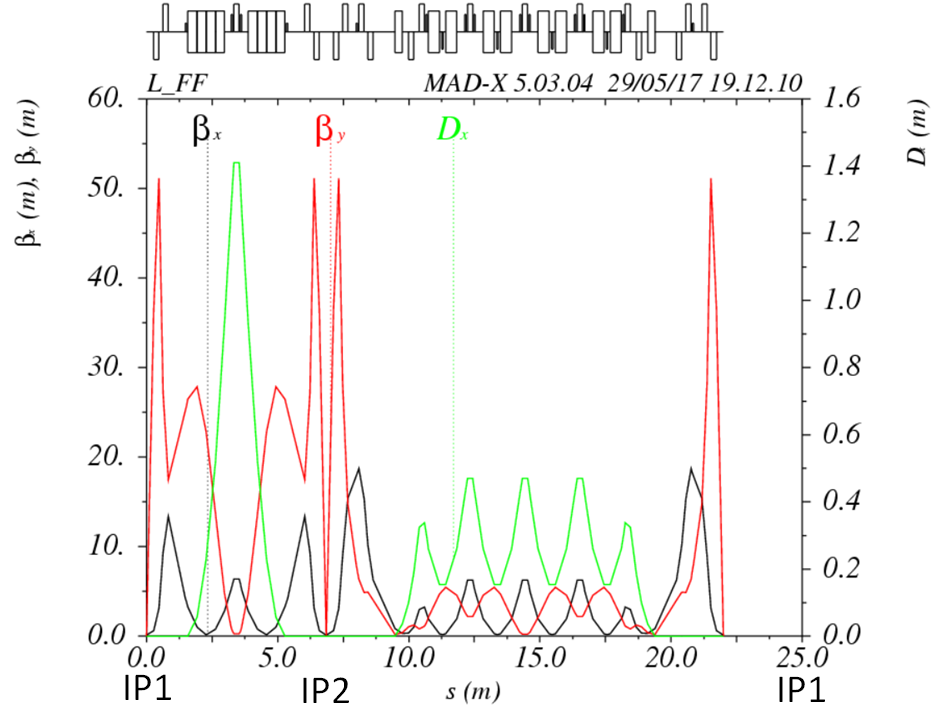 L_FF MAD-X 5.03.04 29/05/17 19.12.10
60. 1.6
βx βy Dx
50. 1.4
1.2
40. 1.0
30. 0.8
20. 0.6
0.4
10. 0.2
0.0 0.0
0.0 5.0 10.0 15.0 20.0 25.0
IP1 IP2 s (m) IP1
βx (m), βy (m)
Dx (m)